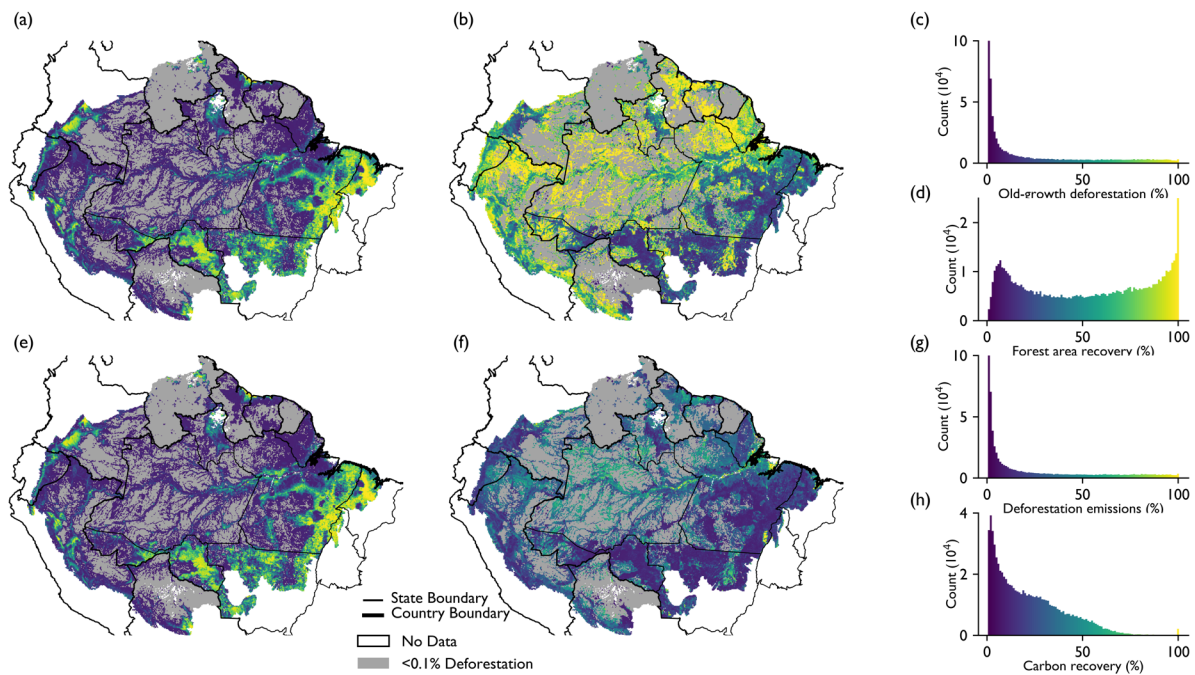 (a)
(b)
(c)
10
5
0
Count (10⁴)
0 50 100
Old-growth deforestation (%)
(d)
2
1
0
Count (10⁴)
0 50 100
Forest area recovery (%)
(e)
(f)
(g)
10
5
0
Count (10⁴)
0 50 100
Deforestation emissions (%)
(h)
4
2
0
Count (10⁴)
0 50 100
Carbon recovery (%)
State Boundary
Country Boundary
No Data
<0.1% Deforestation